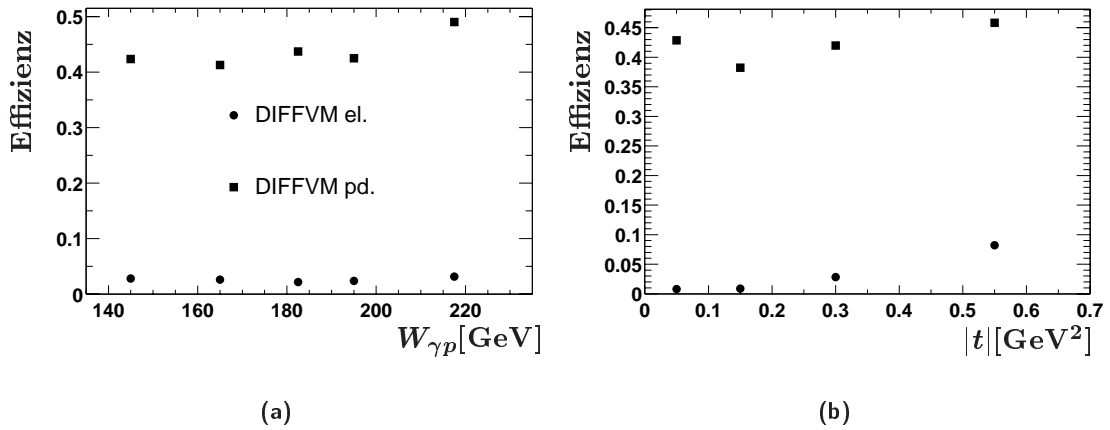 Effizienz
0.5
0.4
0.3
0.2
0.1
0
DIFFVM el.
DIFFVM pd.
140 160 180 200 220
W_γp[GeV]
(a)
Effizienz
0.45
0.4
0.35
0.3
0.25
0.2
0.15
0.1
0.05
0
0 0.1 0.2 0.3 0.4 0.5 0.6 0.7
|t|[GeV²]
(b)